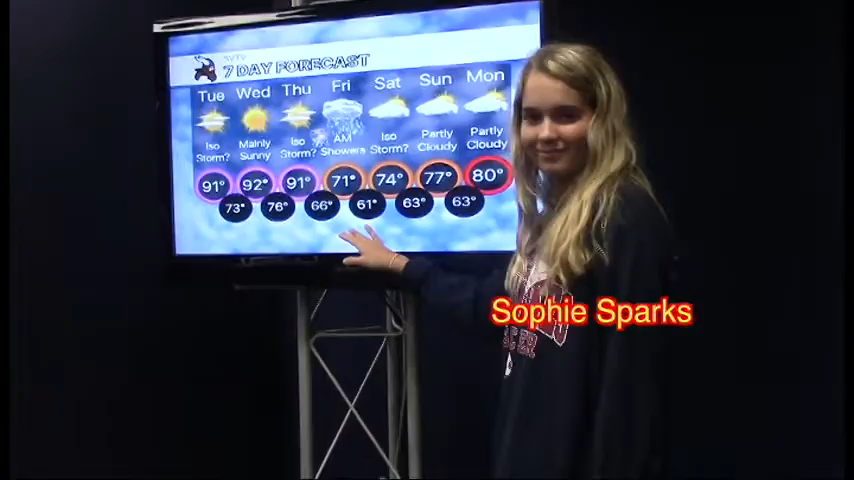 SVTV
7 DAY FORECAST
Tue Wed Thu Fri Sat Sun Mon
Iso Storm? Mainly Sunny Iso Storm? AM Showers Iso Storm? Partly Cloudy Partly Cloudy
91° 92° 91° 71° 74° 77° 80°
73° 76° 66° 61° 63° 63°
Sophie Sparks